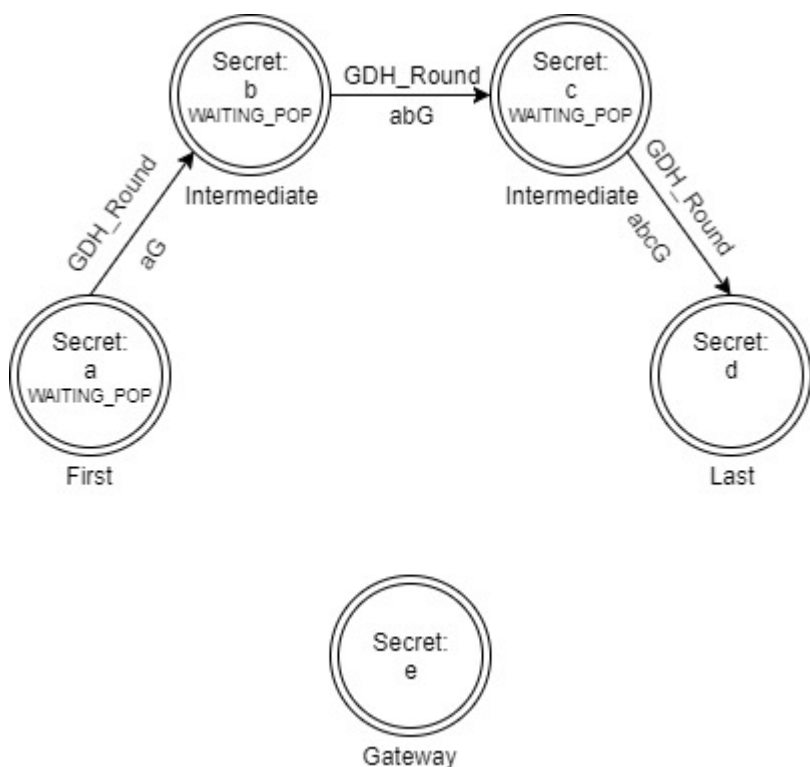 Secret:
b
WAITING_POP
Intermediate
GDH_Round
abG
Secret:
c
WAITING_POP
Intermediate
GDH_Round
aG
GDH_Round
abcG
Secret:
a
WAITING_POP
First
Secret:
d
Last
Secret:
e
Gateway